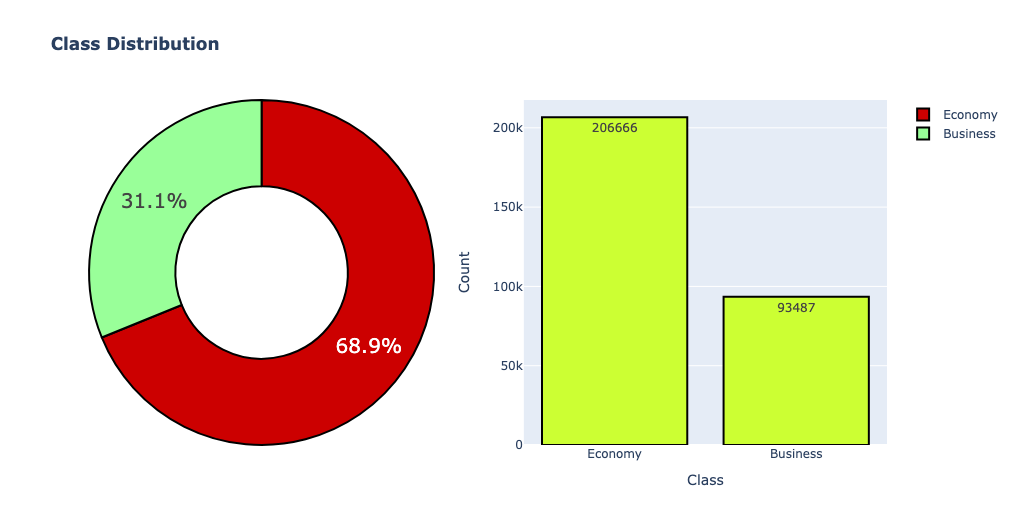 Class Distribution
31.1%
68.9%
Count
200k
150k
100k
50k
0
206666
93487
Economy
Business
Class
Economy
Business